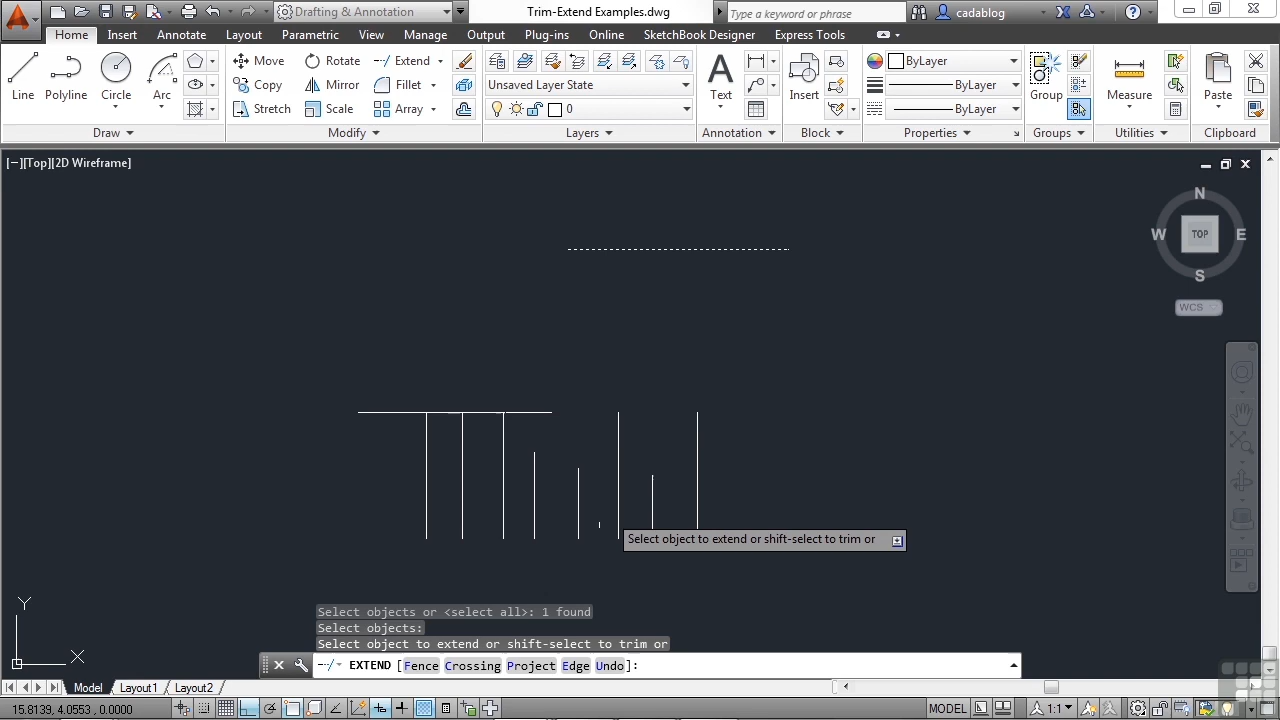 Drafting & Annotation Trim-Extend Examples.dwg Type a keyword or phrase cadablog
Home Insert Annotate Layout Parametric View Manage Output Plug-ins Online SketchBook Designer Express Tools
Move Rotate Extend ByLayer
Copy Mirror Fillet Unsaved Layer State ByLayer
Line Polyline Circle Arc Text Insert Group Measure Paste
Stretch Scale Array 0 ByLayer
Draw Modify Layers Annotation Block Properties Groups Utilities Clipboard
[−][Top][2D Wireframe]
N
W TOP E
S
WCS
Select object to extend or shift-select to trim or
Select objects or <select all>: 1 found
Select objects:
Select object to extend or shift-select to trim or
EXTEND [Fence Crossing Project Edge Undo]:
Y
X
Model Layout1 Layout2
15.8139, 4.0553 , 0.0000 MODEL 1:1